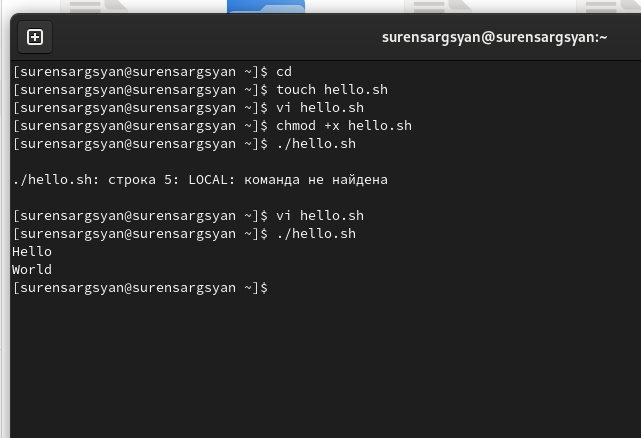 surensargsyan@surensargsyan:~
[surensargsyan@surensargsyan ~]$ cd
[surensargsyan@surensargsyan ~]$ touch hello.sh
[surensargsyan@surensargsyan ~]$ vi hello.sh
[surensargsyan@surensargsyan ~]$ chmod +x hello.sh
[surensargsyan@surensargsyan ~]$ ./hello.sh
./hello.sh: строка 5: LOCAL: команда не найдена
[surensargsyan@surensargsyan ~]$ vi hello.sh
[surensargsyan@surensargsyan ~]$ ./hello.sh
Hello
World
[surensargsyan@surensargsyan ~]$